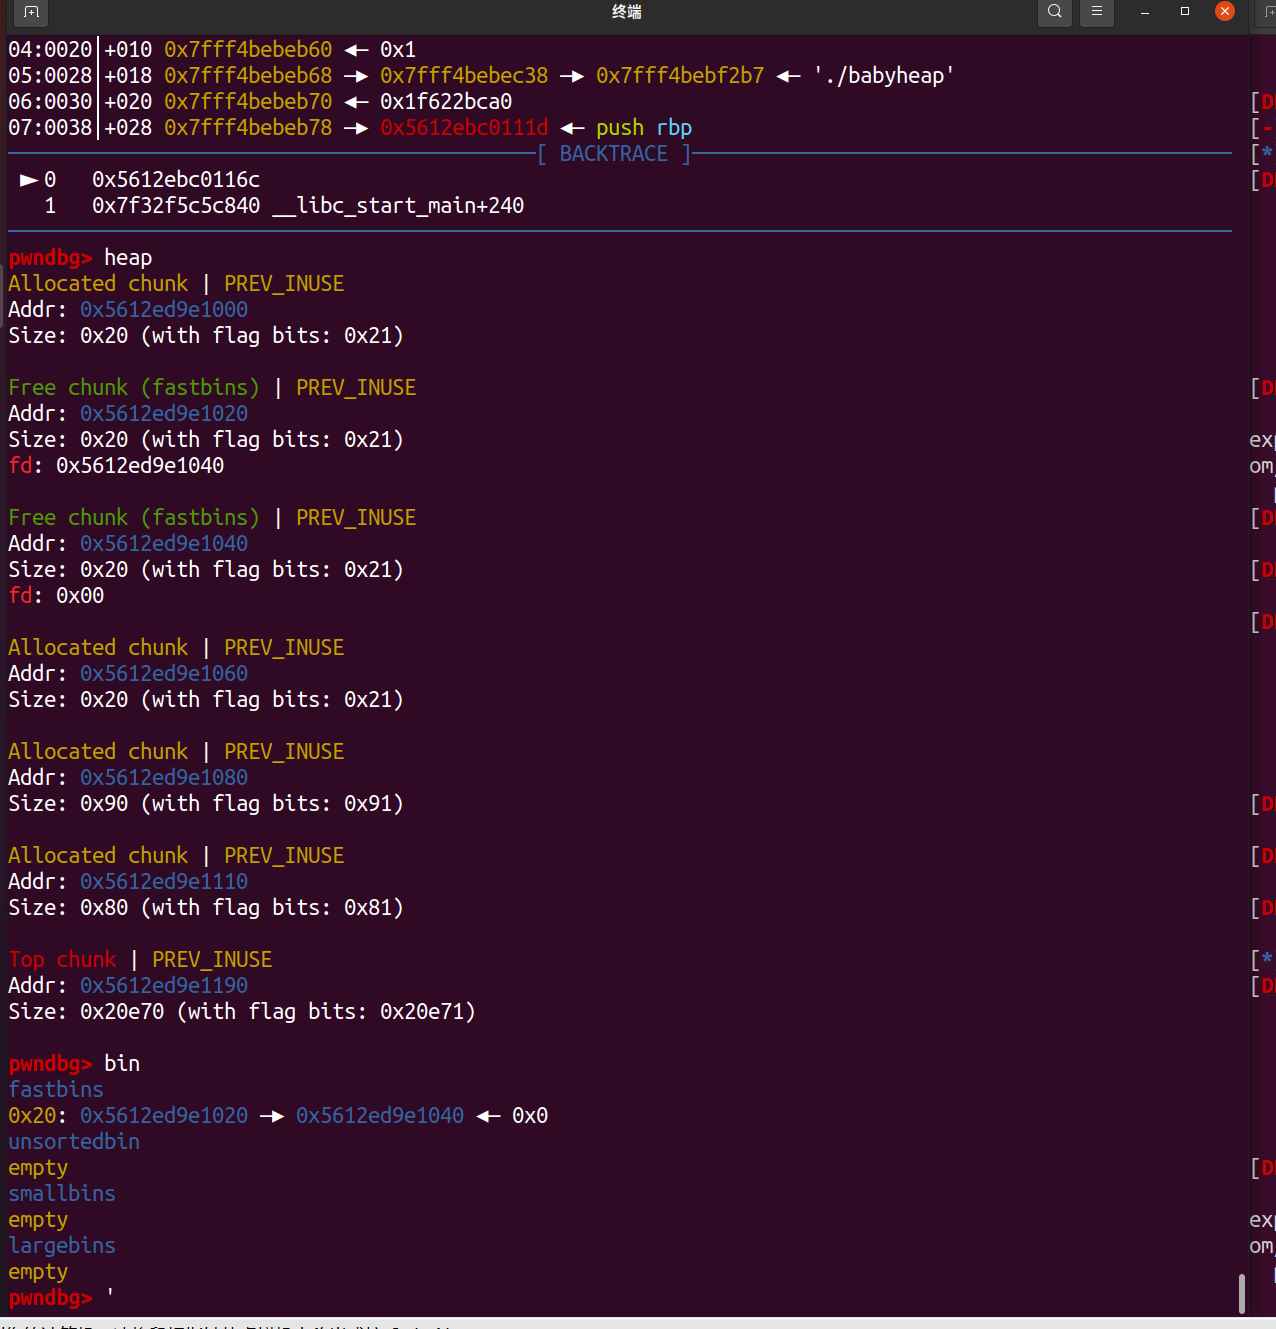 终端
04:0020│+010 0x7fff4bebeb60 ◂— 0x1
05:0028│+018 0x7fff4bebeb68 —▸ 0x7fff4bebec38 —▸ 0x7fff4bebf2b7 ◂— './babyheap'
06:0030│+020 0x7fff4bebeb70 ◂— 0x1f622bca0
07:0038│+028 0x7fff4bebeb78 —▸ 0x5612ebc0111d ◂— push rbp
[ BACKTRACE ]
► 0   0x5612ebc0116c
1   0x7f32f5c5c840 __libc_start_main+240
pwndbg> heap
Allocated chunk | PREV_INUSE
Addr: 0x5612ed9e1000
Size: 0x20 (with flag bits: 0x21)
Free chunk (fastbins) | PREV_INUSE
Addr: 0x5612ed9e1020
Size: 0x20 (with flag bits: 0x21)
fd: 0x5612ed9e1040
Free chunk (fastbins) | PREV_INUSE
Addr: 0x5612ed9e1040
Size: 0x20 (with flag bits: 0x21)
fd: 0x00
Allocated chunk | PREV_INUSE
Addr: 0x5612ed9e1060
Size: 0x20 (with flag bits: 0x21)
Allocated chunk | PREV_INUSE
Addr: 0x5612ed9e1080
Size: 0x90 (with flag bits: 0x91)
Allocated chunk | PREV_INUSE
Addr: 0x5612ed9e1110
Size: 0x80 (with flag bits: 0x81)
Top chunk | PREV_INUSE
Addr: 0x5612ed9e1190
Size: 0x20e70 (with flag bits: 0x20e71)
pwndbg> bin
fastbins
0x20: 0x5612ed9e1020 —▸ 0x5612ed9e1040 ◂— 0x0
unsortedbin
empty
smallbins
empty
largebins
empty
pwndbg> '